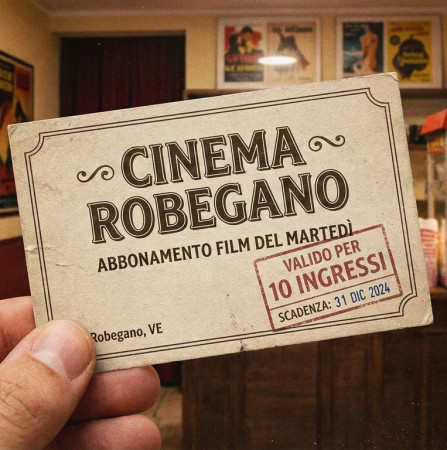 CINEMA
ROBEGANO
ABBONAMENTO FILM DEL MARTEDÌ
VALIDO PER
10 INGRESSI
SCADENZA: 31 DIC 2024
Robegano, VE